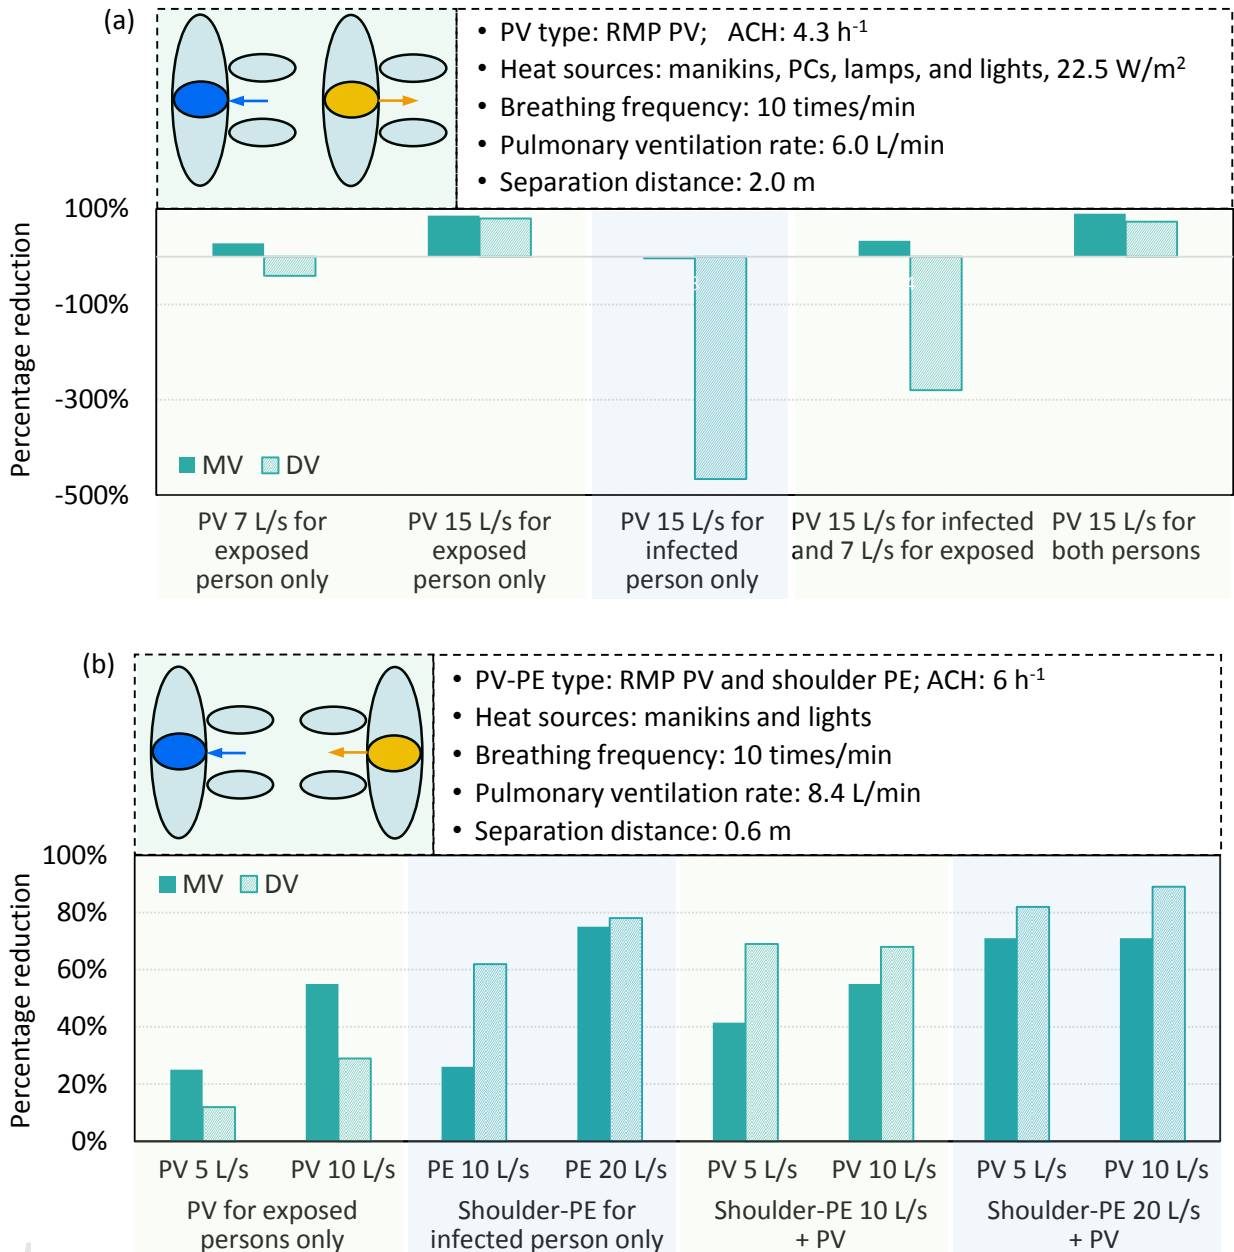 (a)
• PV type: RMP PV; ACH: 4.3 h⁻¹
• Heat sources: manikins, PCs, lamps, and lights, 22.5 W/m²
• Breathing frequency: 10 times/min
• Pulmonary ventilation rate: 6.0 L/min
• Separation distance: 2.0 m
Percentage reduction
100%
-100%
-300%
-500%
MV DV
PV 7 L/s for
exposed
person only
PV 15 L/s for
exposed
person only
PV 15 L/s for
infected
person only
PV 15 L/s for infected
and 7 L/s for exposed
PV 15 L/s for
both persons
(b)
• PV-PE type: RMP PV and shoulder PE; ACH: 6 h⁻¹
• Heat sources: manikins and lights
• Breathing frequency: 10 times/min
• Pulmonary ventilation rate: 8.4 L/min
• Separation distance: 0.6 m
Percentage reduction
100%
80%
60%
40%
20%
0%
MV DV
PV 5 L/s PV 10 L/s PE 10 L/s PE 20 L/s PV 5 L/s PV 10 L/s PV 5 L/s PV 10 L/s
PV for exposed
persons only
Shoulder-PE for
infected person only
Shoulder-PE 10 L/s
+ PV
Shoulder-PE 20 L/s
+ PV